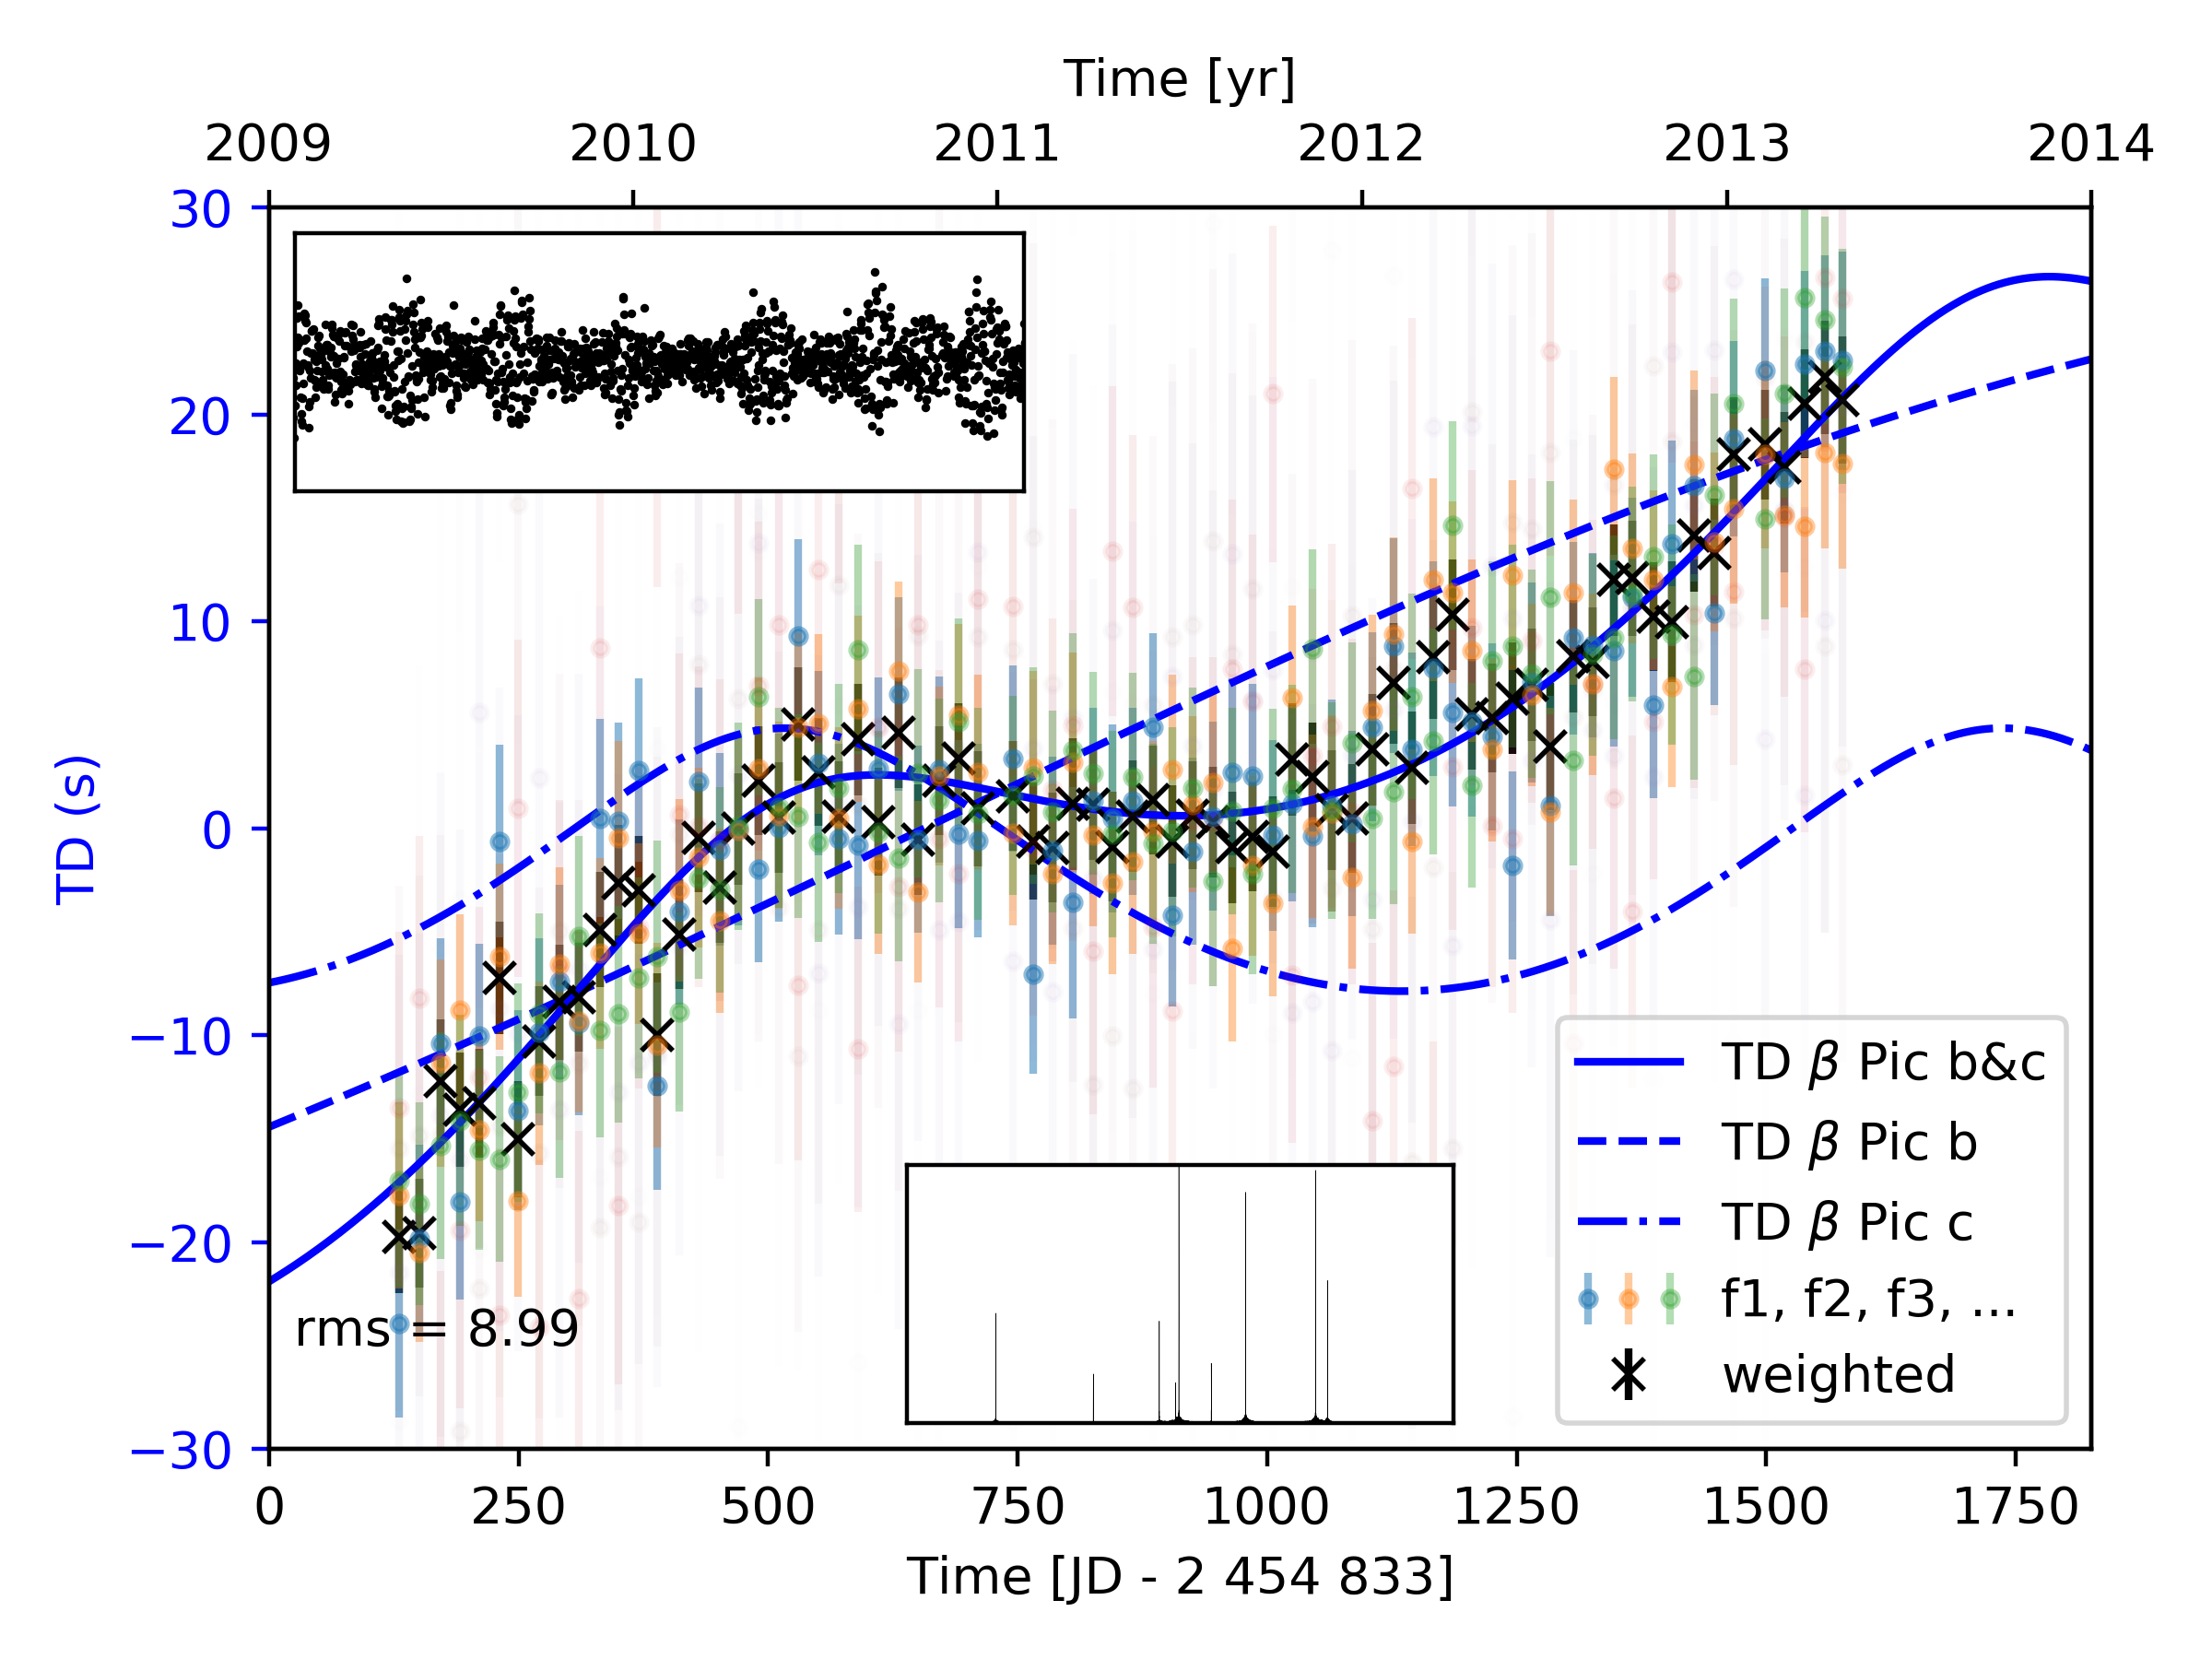 Time [yr]
2009 2010 2011 2012 2013 2014
30
20
10
0
−10
−20
−30
TD (s)
rms = 8.99
TD β Pic b&c
TD β Pic b
TD β Pic c
f1, f2, f3, ...
weighted
0 250 500 750 1000 1250 1500 1750
Time [JD - 2 454 833]